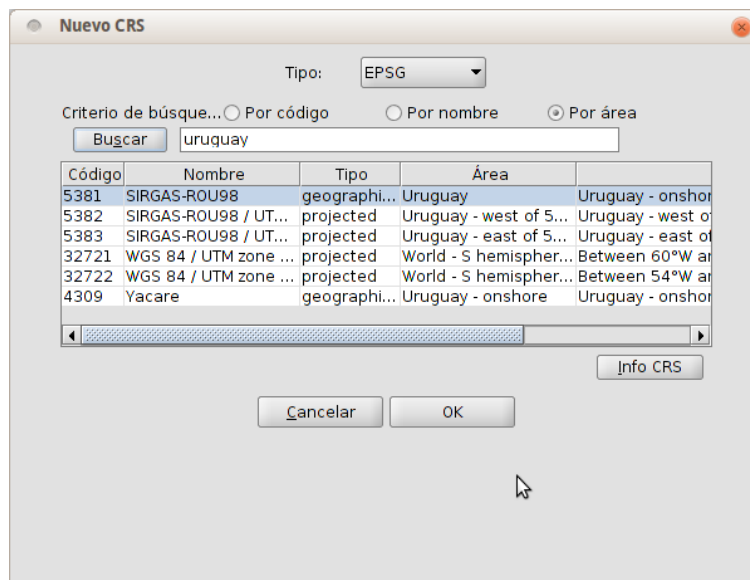 Nuevo CRS
Tipo: EPSG
Criterio de búsque... Por código Por nombre Por área
Buscar uruguay
Código Nombre Tipo Área
5381 SIRGAS-ROU98 geographi... Uruguay Uruguay - onshor
5382 SIRGAS-ROU98 / UT... projected Uruguay - west of 5... Uruguay - west of
5383 SIRGAS-ROU98 / UT... projected Uruguay - east of 5... Uruguay - east of
32721 WGS 84 / UTM zone ... projected World - S hemispher... Between 60°W an
32722 WGS 84 / UTM zone ... projected World - S hemispher... Between 54°W an
4309 Yacare geographi... Uruguay - onshore Uruguay - onshor
Info CRS
Cancelar OK